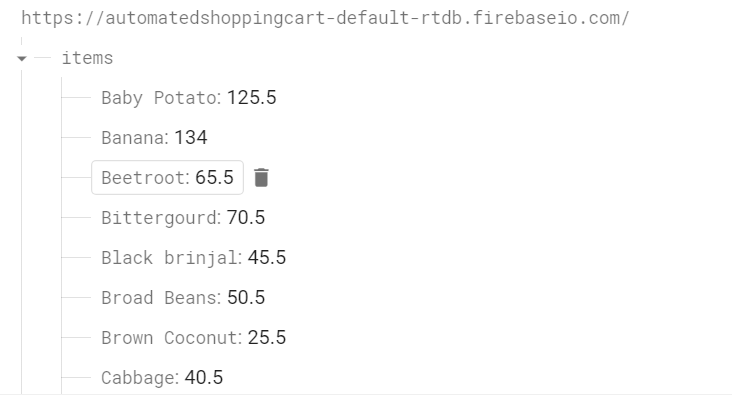 https://automatedshoppingcart-default-rtdb.firebaseio.com/
items
Baby Potato: 125.5
Banana: 134
Beetroot: 65.5
Bittergourd: 70.5
Black brinjal: 45.5
Broad Beans: 50.5
Brown Coconut: 25.5
Cabbage: 40.5